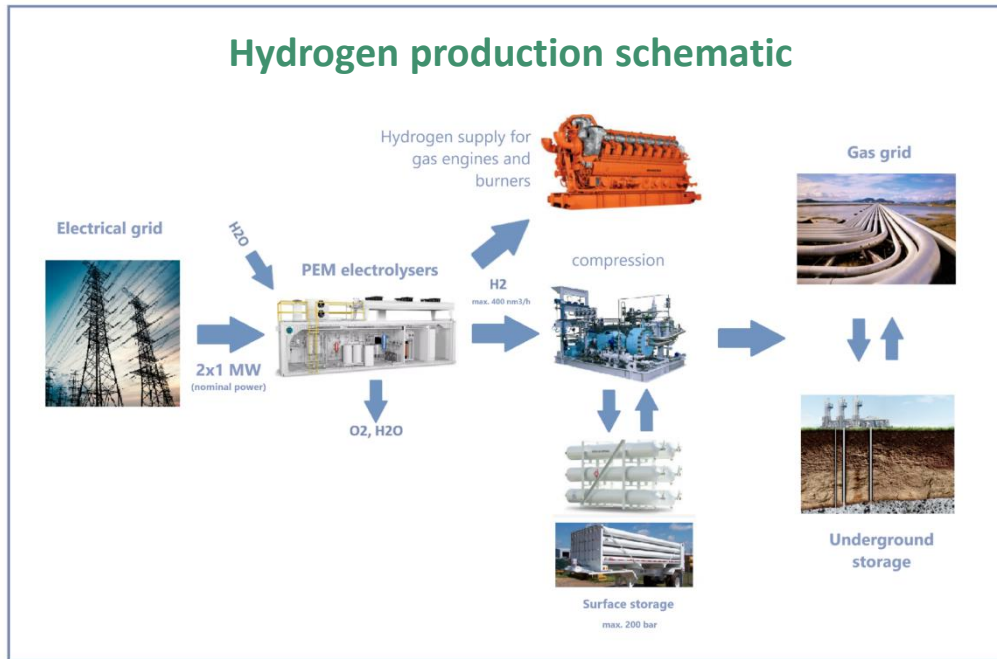 Hydrogen production schematic
Hydrogen supply for
gas engines and
burners
Gas grid
Electrical grid
H2O
PEM electrolysers
compression
H2
max. 400 nm3/h
2x1 MW
(nominal power)
O2, H2O
Underground
storage
Surface storage
max. 200 bar